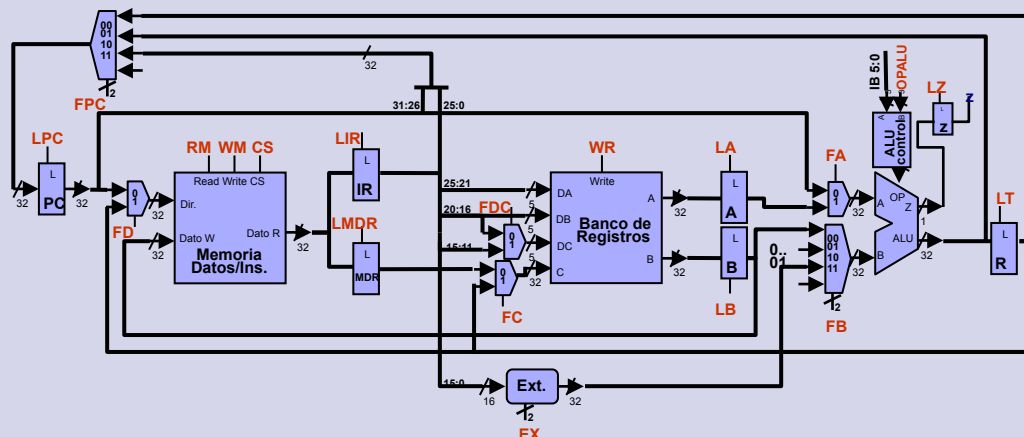 00
01
10
11
2
FPC
32
31:26
25:0
IB 5:0
OPALU
A
B
ALU
control
LZ
L
Z
Z
LPC
L
PC
32
32
RM WM CS
Read Write CS
Dir.
Dato W
Dato R
Memoria
Datos/Ins.
0
1
FD
32
32
32
LIR
L
IR
LMDR
L
MDR
25:21
20:16
15:11
FDC
0
1
0
1
FC
5
5
5
32
WR
Write
DA
DB
DC
C
A
B
Banco de
Registros
32
32
LA
L
A
L
B
LB
FA
0
1
32
0..
01
00
01
10
11
2
FB
32
A
B
OP
Z
ALU
1
32
LT
L
R
15:0
16
Ext.
32
2
EX